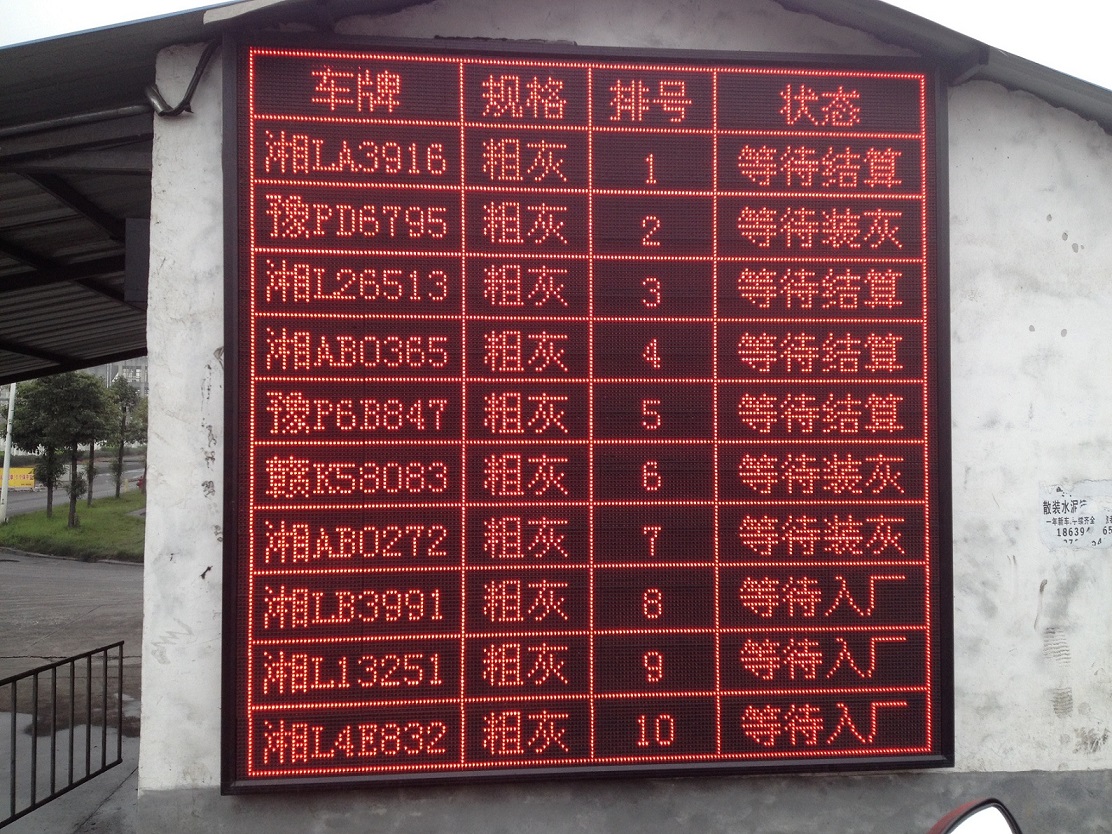 车牌 规格 排号 状态
湘LA3916 粗灰 1 等待结算
豫PD6795 粗灰 2 等待装灰
湘L26513 粗灰 3 等待结算
湘AB0365 粗灰 4 等待结算
豫P6B847 粗灰 5 等待结算
赣K58083 粗灰 6 等待装灰
湘ABU272 粗灰 7 等待装灰
湘LB3991 粗灰 8 等待入厂
湘L13251 粗灰 9 等待入厂
湘L4E832 粗灰 10 等待入厂
散装水泥
18639